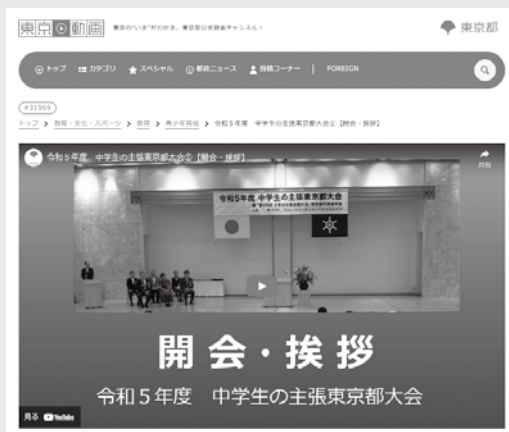 東京動画
東京の"いま"がわかる、東京都公式動画チャンネル！
東京都
トップ カテゴリ スペシャル 都政ニュース 投稿コーナー | FOREIGN
#31569
トップ > 教育・文化・スポーツ > 教育 > 青少年育成 > 令和5年度 中学生の主張東京都大会①【開会・挨拶】
令和5年度 中学生の主張東京都大会①【開会・挨拶】
共有
令和5年度 中学生の主張東京都大会
開会・挨拶
令和5年度 中学生の主張東京都大会
見る YouTube